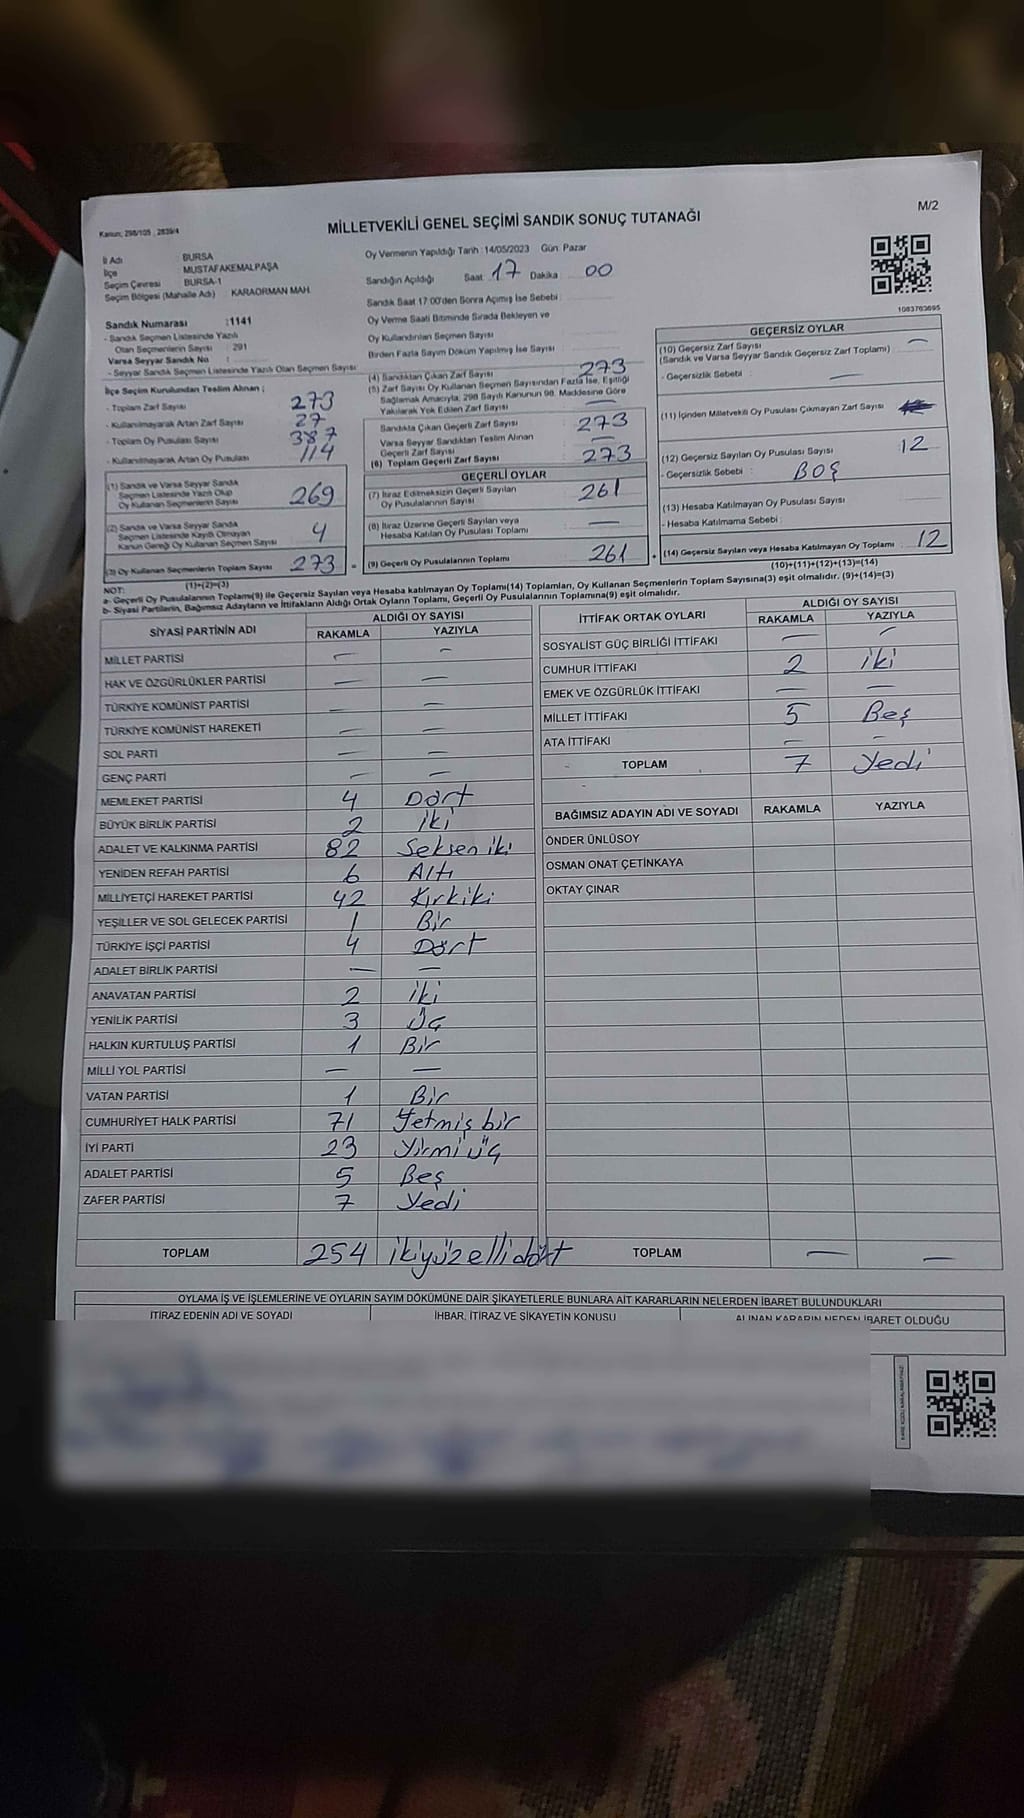 Kanun: 298/105 , 2839/4
MİLLETVEKİLİ GENEL SEÇİMİ SANDIK SONUÇ TUTANAĞI
M/2
İl Adı BURSA
İlçe MUSTAFAKEMALPAŞA
Seçim Çevresi BURSA-1
Seçim Bölgesi (Mahalle Adı) KARAORMAN MAH.
Oy Vermenin Yapıldığı Tarih : 14/05/2023 Gün: Pazar
Sandığın Açıldığı Saat: 17 Dakika: 00
Sandık Saat 17:00'den Sonra Açımış İse Sebebi :
Oy Verme Saati Bitiminde Sırada Bekleyen ve
Oy Kullandırılan Seçmen Sayısı :
Birden Fazla Sayım Döküm Yapılmış İse Sayısı :
1083763695
Sandık Numarası :1141
- Sandık Seçmen Listesinde Yazılı
Olan Seçmenlerin Sayısı : 291
Varsa Seyyar Sandık No :
- Seyyar Sandık Seçmen Listesinde Yazılı Olan Seçmen Sayısı :
İlçe Seçim Kurulundan Teslim Alınan ;
- Toplam Zarf Sayısı 273
- Kullanılmayarak Artan Zarf Sayısı 27
- Toplam Oy Pusulası Sayısı 387
- Kullanılmayarak Artan Oy Pusulası 114
(1) Sandık ve Varsa Seyyar Sandık
Seçmen Listesinde Yazılı Olup
Oy Kullanan Seçmenlerin Sayısı 269
(2) Sandık ve Varsa Seyyar Sandık
Seçmen Listesinde Kayıtlı Olmayan
Kanun Gereği Oy Kullanan Seçmen Sayısı 4
(3) Oy Kullanan Seçmenlerin Toplam Sayısı 273 =
(1)+(2)=(3)
(4) Sandıktan Çıkan Zarf Sayısı : 273
(5) Zarf Sayısı Oy Kullanan Seçmen Sayısından Fazla İse, Eşitliği
Sağlamak Amacıyla; 298 Sayılı Kanunun 98. Maddesine Göre
Yakılarak Yok Edilen Zarf Sayısı : —
Sandıkta Çıkan Geçerli Zarf Sayısı : 273
Varsa Seyyar Sandıktan Teslim Alınan
Geçerli Zarf Sayısı : —
(6) Toplam Geçerli Zarf Sayısı : 273
GEÇERLİ OYLAR
(7) İtiraz Edilmeksizin Geçerli Sayılan
Oy Pusulalarının Sayısı : 261
(8) İtiraz Üzerine Geçerli Sayılan veya
Hesaba Katılan Oy Pusulası Toplamı : —
(9) Geçerli Oy Pusulalarının Toplamı : 261 +
GEÇERSİZ OYLAR
(10) Geçersiz Zarf Sayısı : —
(Sandık ve Varsa Seyyar Sandık Geçersiz Zarf Toplamı)
- Geçersizlik Sebebi : —
(11) İçinden Milletvekili Oy Pusulası Çıkmayan Zarf Sayısı :
(12) Geçersiz Sayılan Oy Pusulası Sayısı : 12
- Geçersizlik Sebebi : BOŞ
(13) Hesaba Katılmayan Oy Pusulası Sayısı :
- Hesaba Katılmama Sebebi :
(14) Geçersiz Sayılan veya Hesaba Katılmayan Oy Toplamı : 12
(10)+(11)+(12)+(13)=(14)
NOT:
a- Geçerli Oy Pusulalarının Toplamı(9) ile Geçersiz Sayılan veya Hesaba katılmayan Oy Toplamı(14) Toplamları, Oy Kullanan Seçmenlerin Toplam Sayısına(3) eşit olmalıdır. (9)+(14)=(3)
b- Siyasi Partilerin, Bağımsız Adayların ve İttifakların Aldığı Ortak Oyların Toplamı, Geçerli Oy Pusulalarının Toplamına(9) eşit olmalıdır.
SİYASİ PARTİNİN ADI ALDIĞI OY SAYISI
RAKAMLA YAZIYLA
MİLLET PARTİSİ — —
HAK VE ÖZGÜRLÜKLER PARTİSİ — —
TÜRKİYE KOMÜNİST PARTİSİ — —
TÜRKİYE KOMÜNİST HAREKETİ — —
SOL PARTİ — —
GENÇ PARTİ — —
MEMLEKET PARTİSİ 4 Dört
BÜYÜK BİRLİK PARTİSİ 2 iki
ADALET VE KALKINMA PARTİSİ 82 Seksen iki
YENİDEN REFAH PARTİSİ 6 Altı
MİLLİYETÇİ HAREKET PARTİSİ 42 Kırkiki
YEŞİLLER VE SOL GELECEK PARTİSİ 1 Bir
TÜRKİYE İŞÇİ PARTİSİ 4 Dört
ADALET BİRLİK PARTİSİ — —
ANAVATAN PARTİSİ 2 iki
YENİLİK PARTİSİ 3 Üç
HALKIN KURTULUŞ PARTİSİ 1 Bir
MİLLİ YOL PARTİSİ — —
VATAN PARTİSİ 1 Bir
CUMHURİYET HALK PARTİSİ 71 Yetmiş bir
İYİ PARTİ 23 Yirmi üç
ADALET PARTİSİ 5 Beş
ZAFER PARTİSİ 7 Yedi
TOPLAM 254 ikiyüzellidört
İTTİFAK ORTAK OYLARI ALDIĞI OY SAYISI
RAKAMLA YAZIYLA
SOSYALİST GÜÇ BİRLİĞİ İTTİFAKI — —
CUMHUR İTTİFAKI 2 iki
EMEK VE ÖZGÜRLÜK İTTİFAKI — —
MİLLET İTTİFAKI 5 Beş
ATA İTTİFAKI — —
TOPLAM 7 Yedi
BAĞIMSIZ ADAYIN ADI VE SOYADI RAKAMLA YAZIYLA
ÖNDER ÜNLÜSOY
OSMAN ONAT ÇETİNKAYA
OKTAY ÇINAR
TOPLAM — —
OYLAMA İŞ VE İŞLEMLERİNE VE OYLARIN SAYIM DÖKÜMÜNE DAİR ŞİKAYETLERLE BUNLARA AİT KARARLARIN NELERDEN İBARET BULUNDUKLARI
İTİRAZ EDENİN ADI VE SOYADI İHBAR, İTİRAZ VE ŞİKAYETİN KONUSU ALINAN KARARIN NEDEN İBARET OLDUĞU